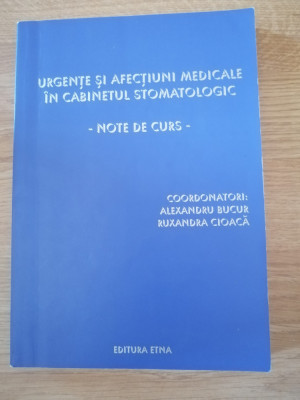 URGENȚE ȘI AFECȚIUNI MEDICALE
ÎN CABINETUL STOMATOLOGIC
- NOTE DE CURS -
COORDONATORI:
ALEXANDRU BUCUR
RUXANDRA CIOACĂ
EDITURA ETNA